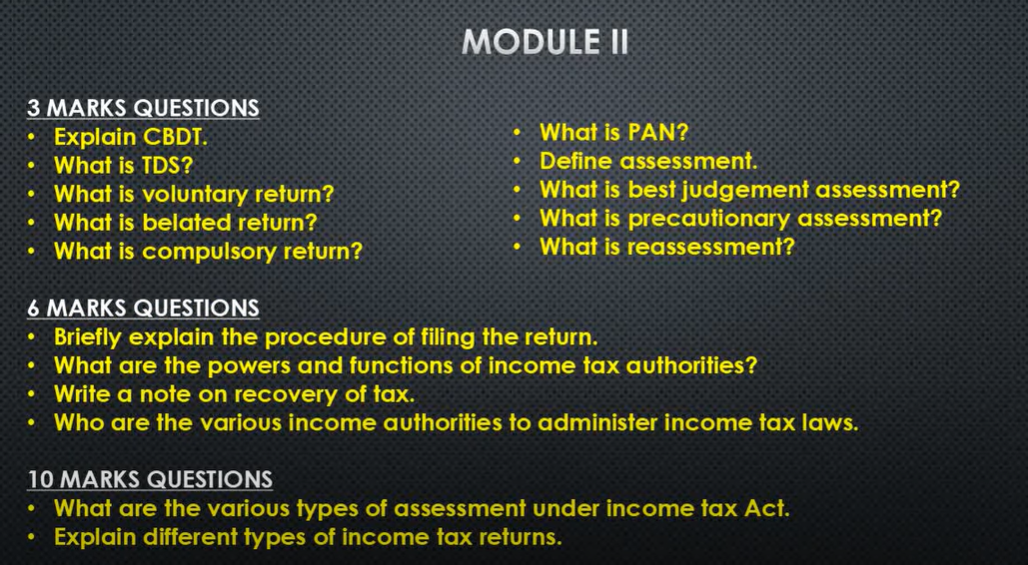 MODULE II
3 MARKS QUESTIONS
• Explain CBDT.
• What is TDS?
• What is voluntary return?
• What is belated return?
• What is compulsory return?
• What is PAN?
• Define assessment.
• What is best judgement assessment?
• What is precautionary assessment?
• What is reassessment?
6 MARKS QUESTIONS
• Briefly explain the procedure of filing the return.
• What are the powers and functions of income tax authorities?
• Write a note on recovery of tax.
• Who are the various income authorities to administer income tax laws.
10 MARKS QUESTIONS
• What are the various types of assessment under income tax Act.
• Explain different types of income tax returns.